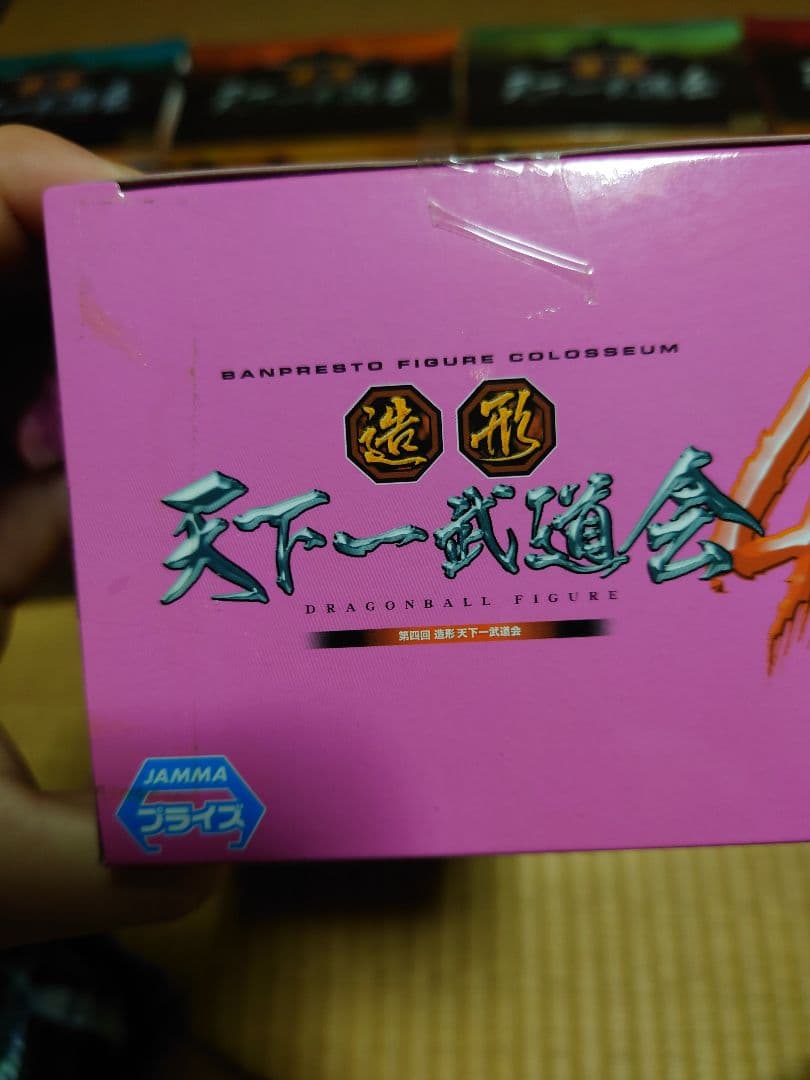 BANPRESTO FIGURE COLOSSEUM
造形
天下一武道会
DRAGONBALL FIGURE
第四回 造形 天下一武道会
JAMMA
プライズ